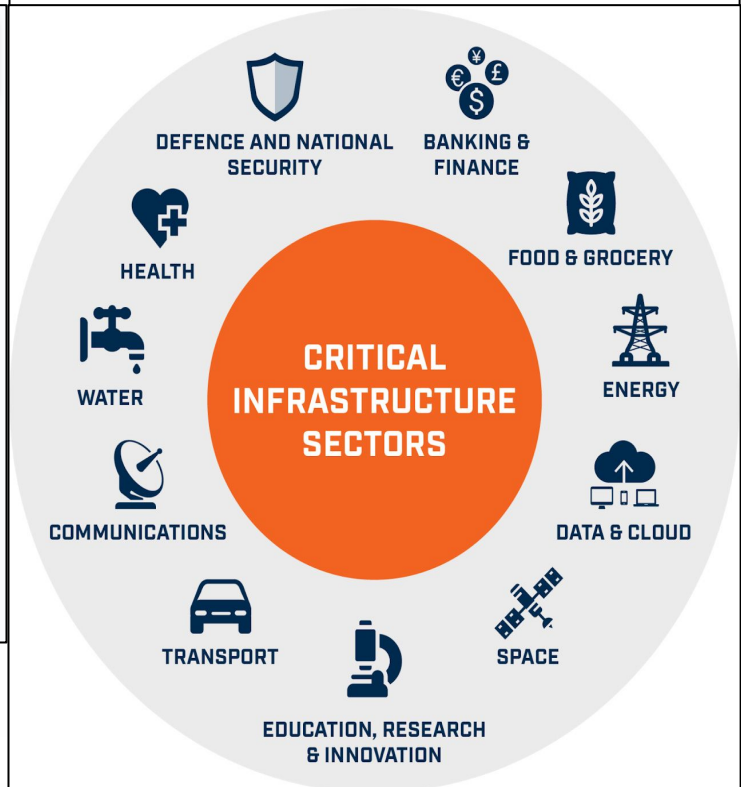 ¥
€
£
$
DEFENCE AND NATIONAL
SECURITY
BANKING &
FINANCE
FOOD & GROCERY
ENERGY
DATA & CLOUD
SPACE
EDUCATION, RESEARCH
& INNOVATION
TRANSPORT
COMMUNICATIONS
WATER
HEALTH
CRITICAL
INFRASTRUCTURE
SECTORS